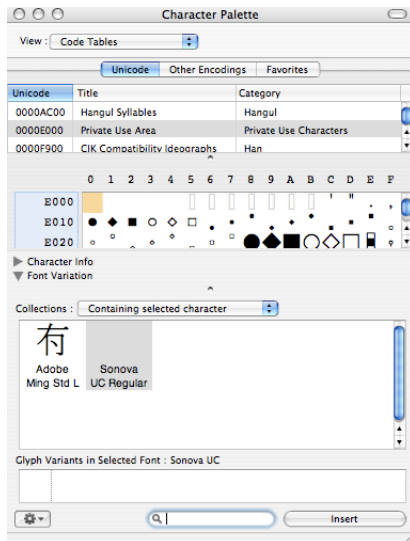 Character Palette
View : Code Tables
Unicode Other Encodings Favorites
Unicode Title Category
0000AC00 Hangul Syllables Hangul
0000E000 Private Use Area Private Use Characters
0000F900 CJK Compatibility Ideographs Han
0 1 2 3 4 5 6 7 8 9 A B C D E F
E000
E010
E020
Character Info
Font Variation
Collections : Containing selected character
Adobe Sonova
Ming Std L UC Regular
Glyph Variants in Selected Font : Sonova UC
Insert